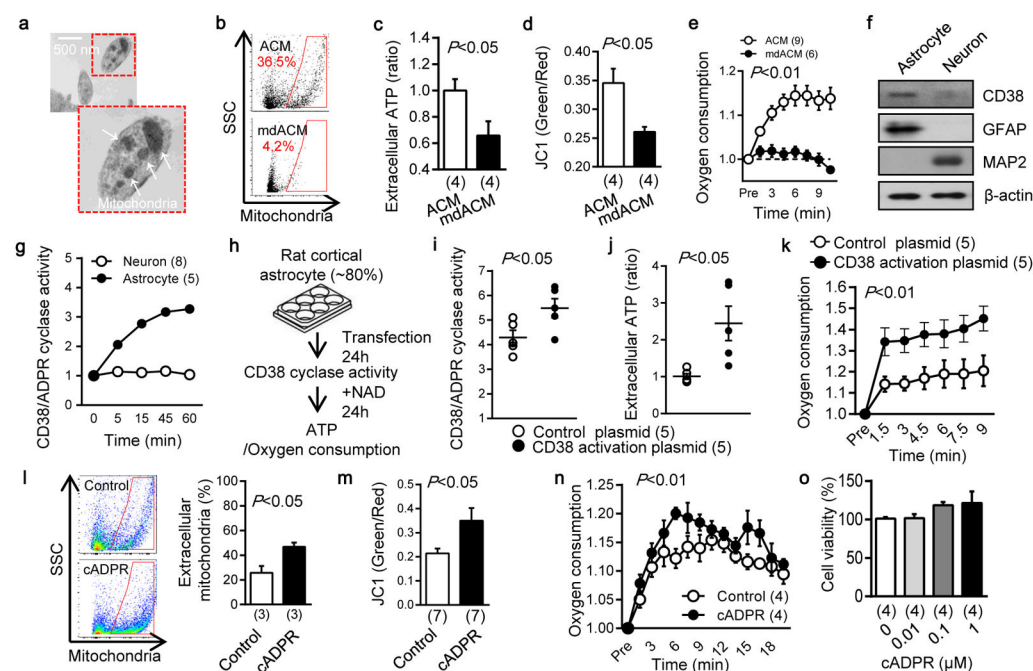 a
500 nm
Mitochondria
b
ACM
36.5%
mdACM
4.2%
SSC
Mitochondria
c
P<0.05
Extracellular ATP (ratio)
1.4
1.2
1.0
0.8
0.6
0.4
(4) (4)
ACM
mdACM
d
P<0.05
JC1 (Green/Red)
0.40
0.35
0.30
0.25
0.20
(4) (4)
ACM
mdACM
e
ACM (9)
mdACM (6)
P<0.01
Oxygen consumption
1.2
1.1
1.0
Pre 3 6 9
Time (min)
f
Astrocyte
Neuron
CD38
GFAP
MAP2
β-actin
g
Neuron (8)
Astrocyte (5)
CD38/ADPR cyclase activity
5
4
3
2
1
0
0 5 15 45 60
Time (min)
h
Rat cortical
astrocyte (~80%)
Transfection
24h
CD38 cyclase activity
+NAD
24h
ATP
/Oxygen consumption
i
P<0.05
CD38/ADPR cyclase activity
8
7
6
5
4
3
2
j
P<0.05
Extracellular ATP (ratio)
4
3
2
1
0
Control plasmid (5)
CD38 activation plasmid (5)
k
Control plasmid (5)
CD38 activation plasmid (5)
P<0.01
Oxygen consumption
1.6
1.5
1.4
1.3
1.2
1.1
1.0
Pre 1.5 3 4.5 6 7.5 9
Time (min)
l
Control
cADPR
SSC
Mitochondria
P<0.05
Extracellular
mitochondria (%)
100
80
60
40
20
0
(3) (3)
Control
cADPR
m
P<0.05
JC1 (Green/Red)
0.5
0.4
0.3
0.2
0.1
0.0
(7) (7)
Control
cADPR
n
P<0.01
Oxygen consumption
1.25
1.20
1.15
1.10
1.05
1.00
Control (4)
cADPR (4)
Pre 3 6 9 12 15 18
Time (min)
o
Cell viability (%)
150
100
50
0
(4) (4) (4) (4)
0 0.01 0.1 1
cADPR (μM)